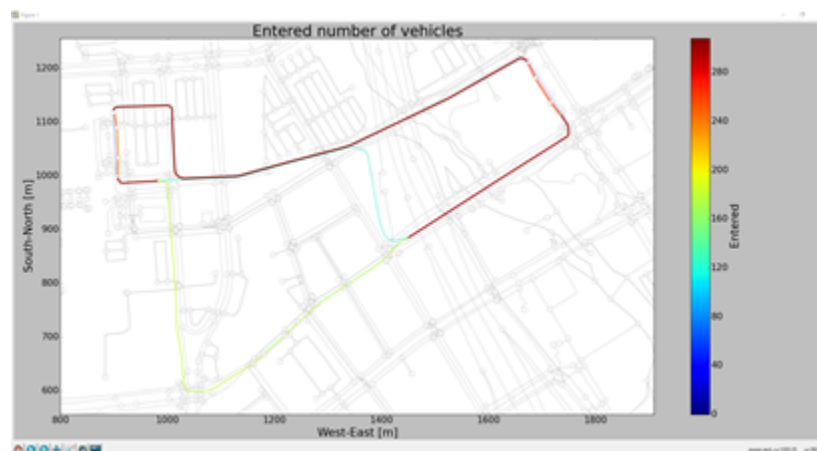 Figure 1
Entered number of vehicles
1200
1100
1000
900
800
700
600
South-North [m]
800 1000 1200 1400 1600 1800
West-East [m]
280
240
200
160
120
80
40
0
Entered